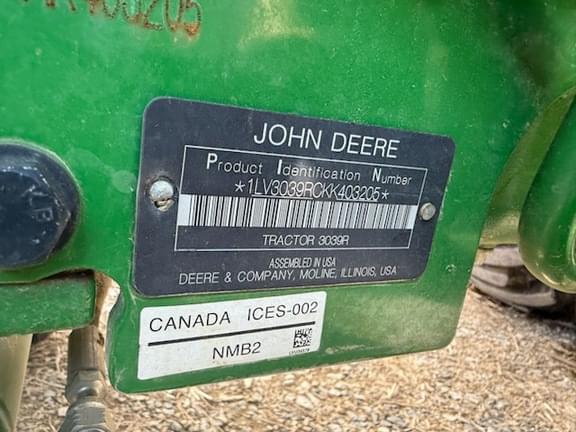 403205
JOHN DEERE
Product Identification Number
*1LV3039RCKK403205*
TRACTOR 3039R
ASSEMBLED IN USA
DEERE & COMPANY, MOLINE, ILLINOIS, USA
CANADA ICES-002
NMB2